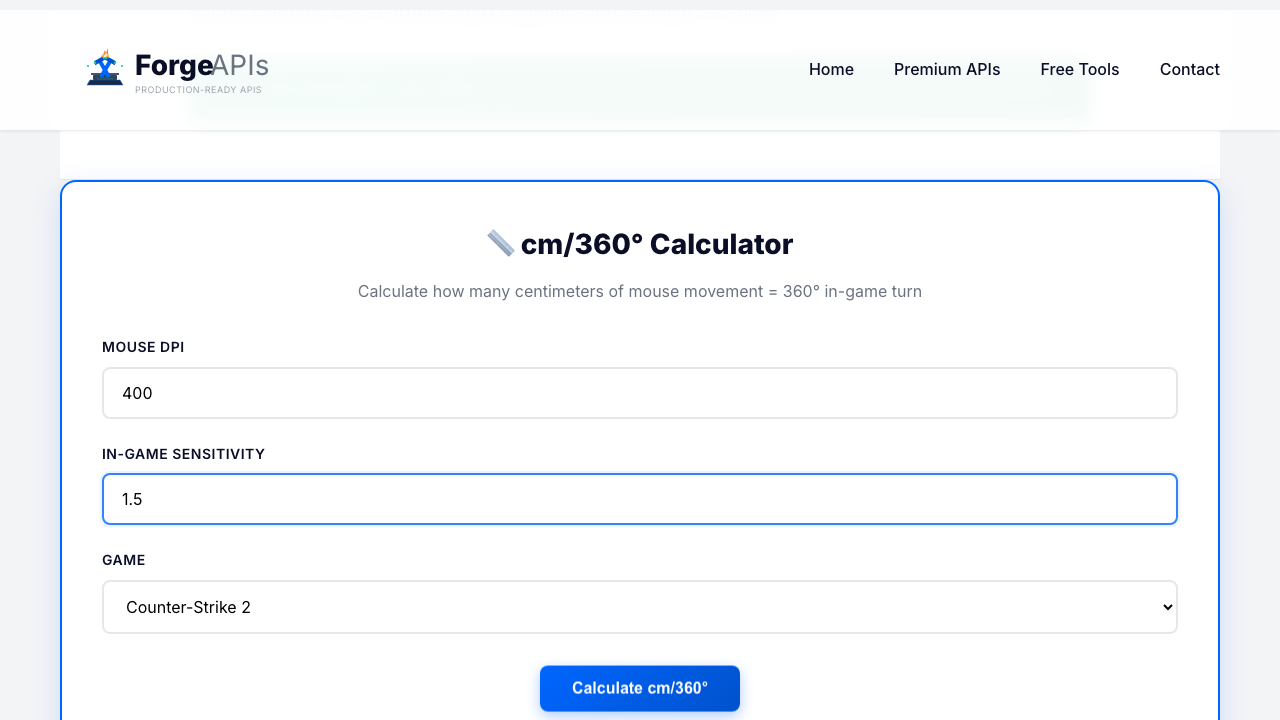 ForgeAPIs
PRODUCTION-READY APIS
Home
Premium APIs
Free Tools
Contact
cm/360° Calculator
Calculate how many centimeters of mouse movement = 360° in-game turn
MOUSE DPI
400
IN-GAME SENSITIVITY
1.5
GAME
Counter-Strike 2
Calculate cm/360°